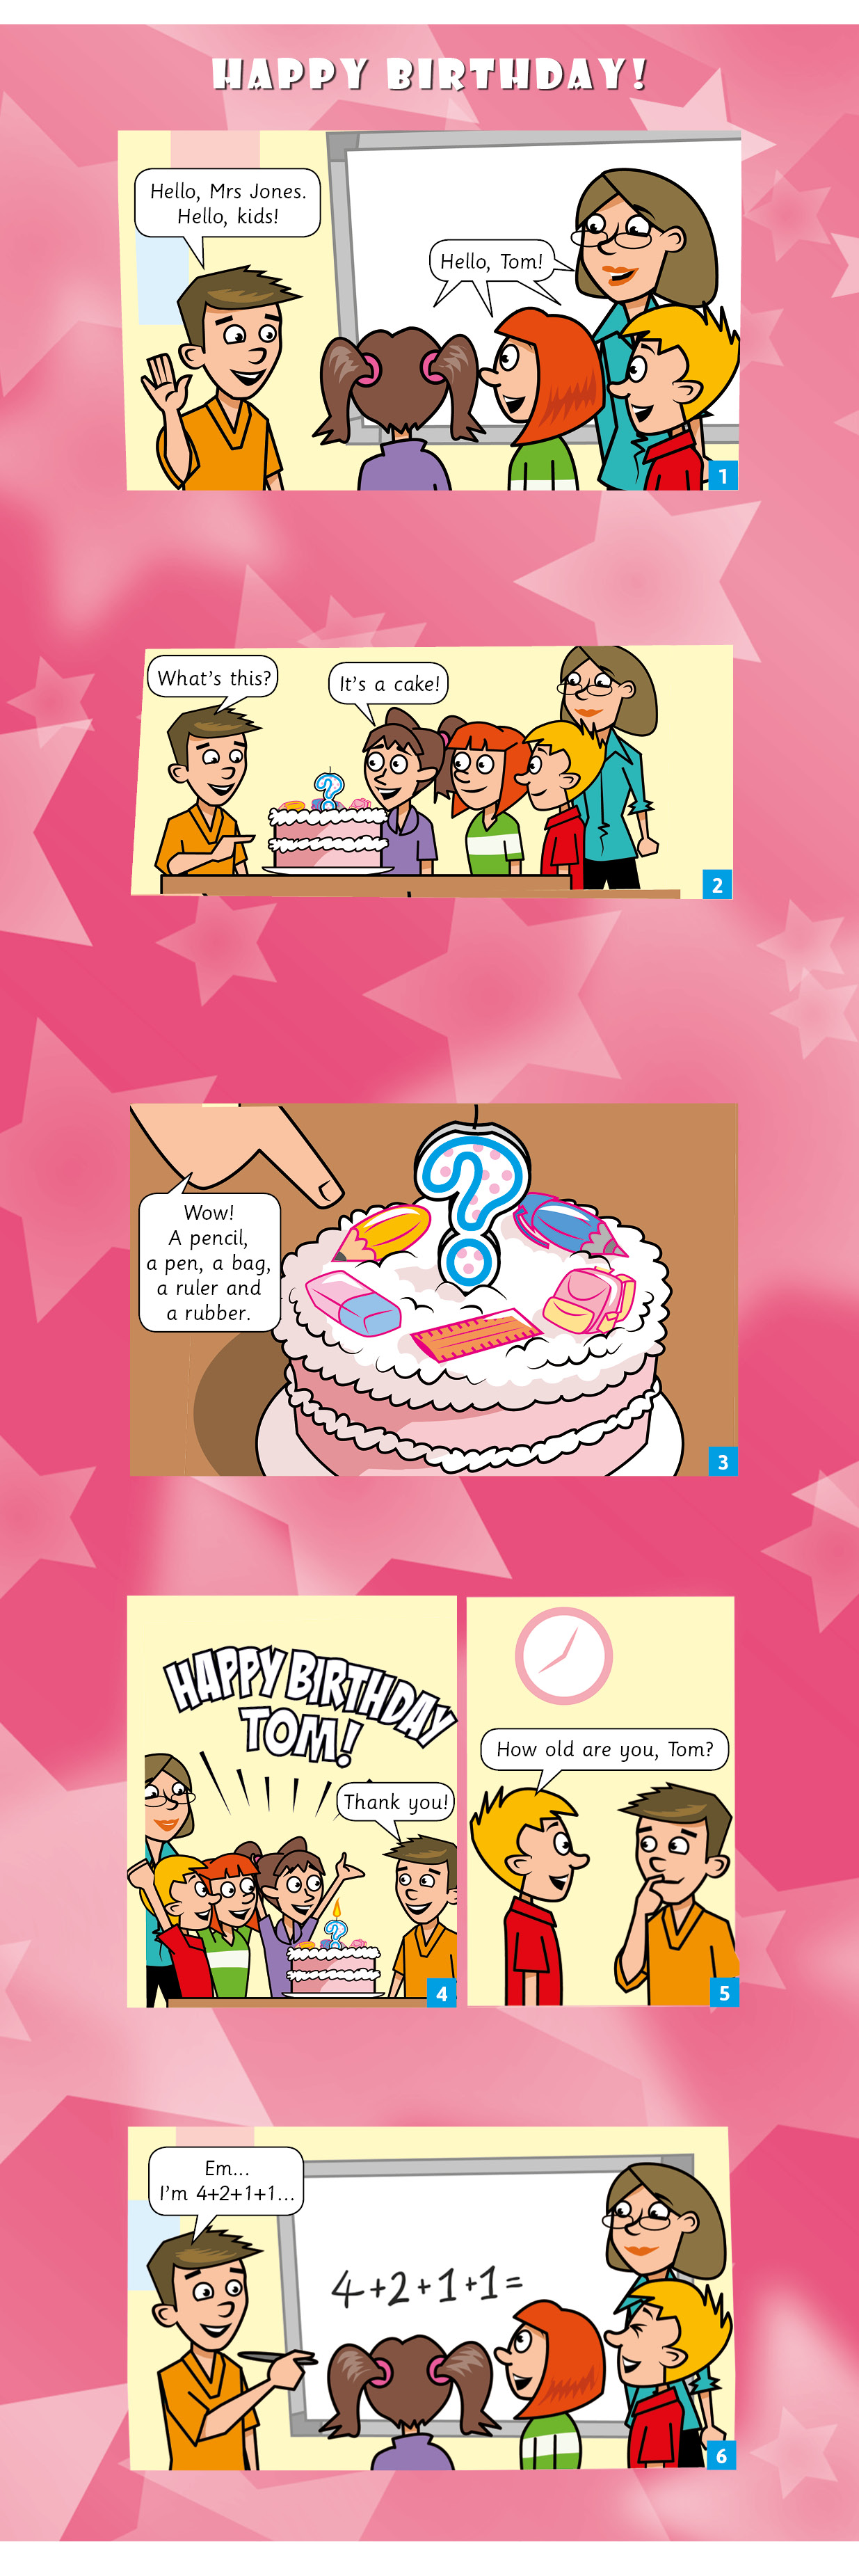 HAPPY BIRTHDAY!
Hello, Mrs Jones.
Hello, kids!
Hello, Tom!
1
What's this?
It's a cake!
2
?
Wow!
A pencil,
a pen, a bag,
a ruler and
a rubber.
?
3
HAPPY BIRTHDAY
TOM!
Thank you!
?
4
How old are you, Tom?
5
Em...
I'm 4+2+1+1...
4+2+1+1=
6